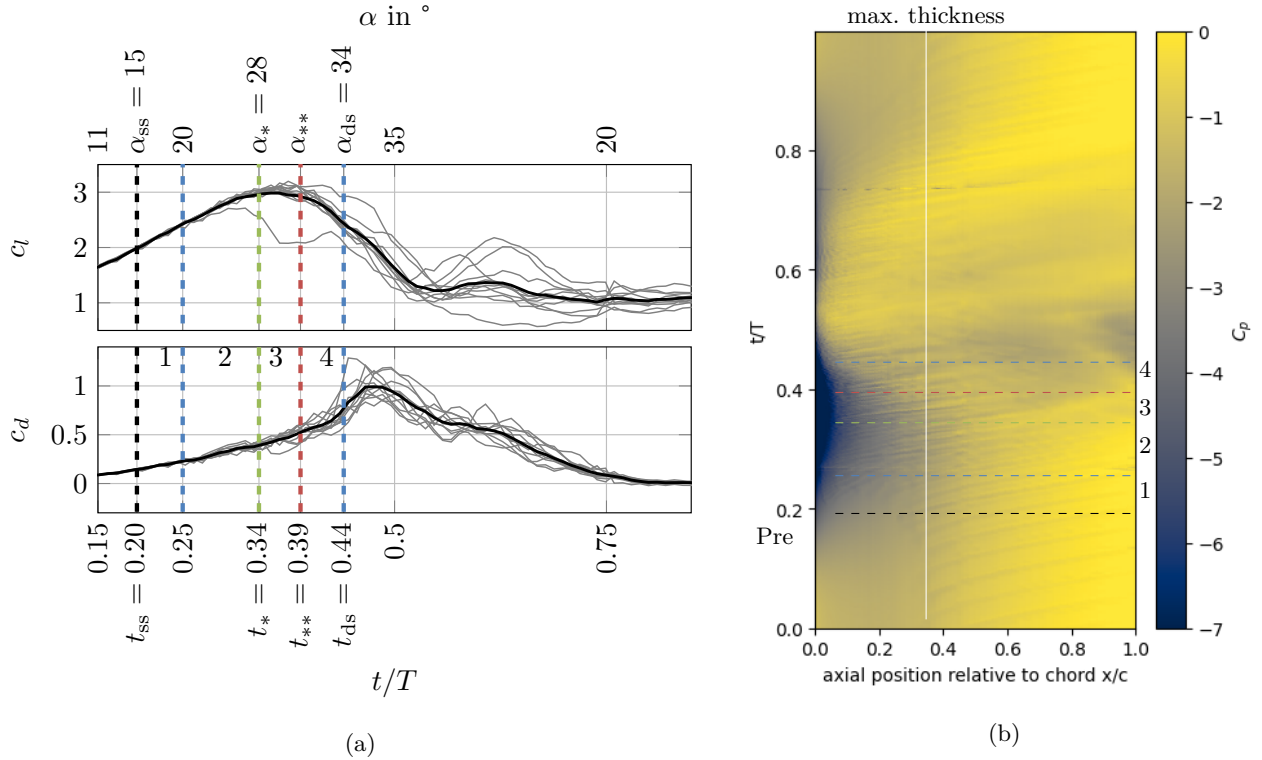 α in °
11
α_ss = 15
20
α_* = 28
α_**
α_ds = 34
35
20
c_l
3
2
1
1 2 3 4
c_d
1
0.5
0
0.15
t_ss = 0.20
0.25
t_* = 0.34
t_** = 0.39
t_ds = 0.44
0.5
0.75
t/T
(a)
max. thickness
t/T
0.8
0.6
0.4
0.2
0.0
Pre
4
3
2
1
0.0 0.2 0.4 0.6 0.8 1.0
axial position relative to chord x/c
0
−1
−2
−3
−4
−5
−6
−7
C_p
(b)